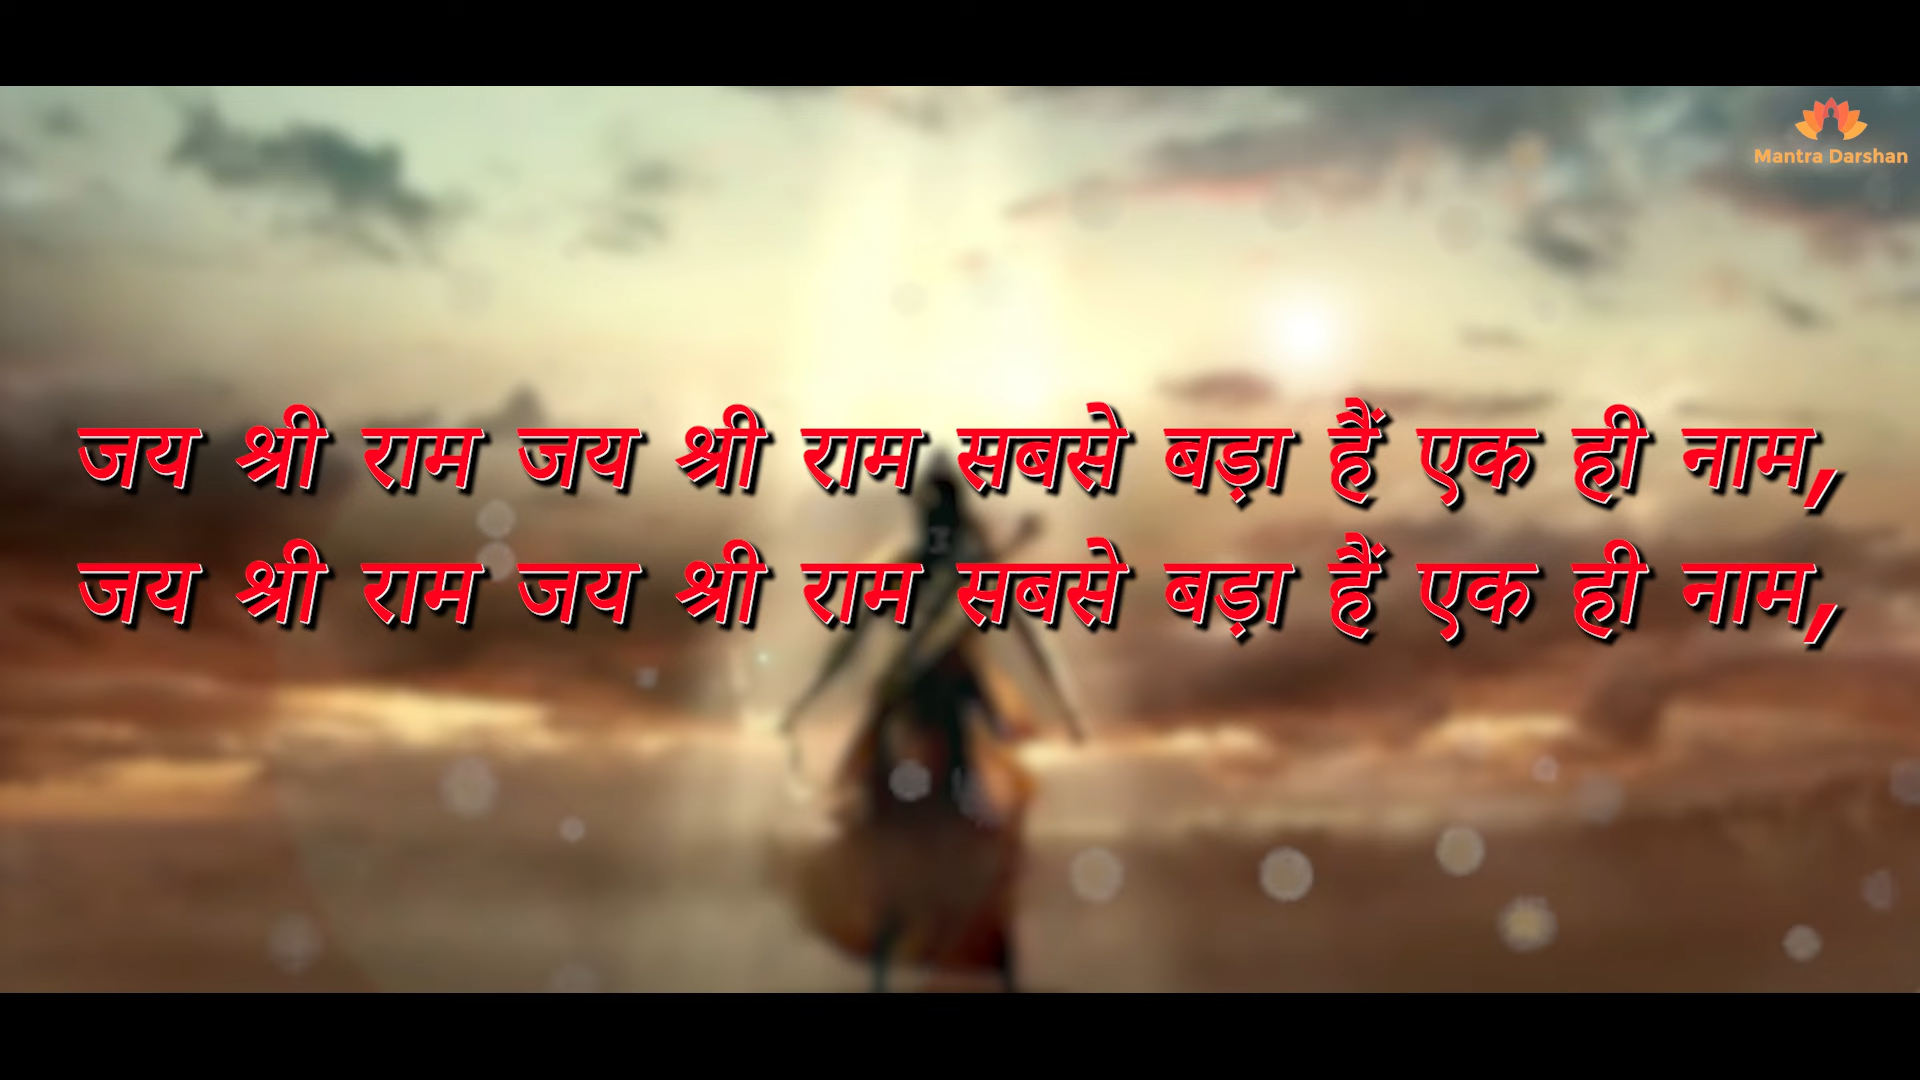 Mantra Darshan
जय श्री राम जय श्री राम सबसे बड़ा हैं एक ही नाम,
जय श्री राम जय श्री राम सबसे बड़ा हैं एक ही नाम,